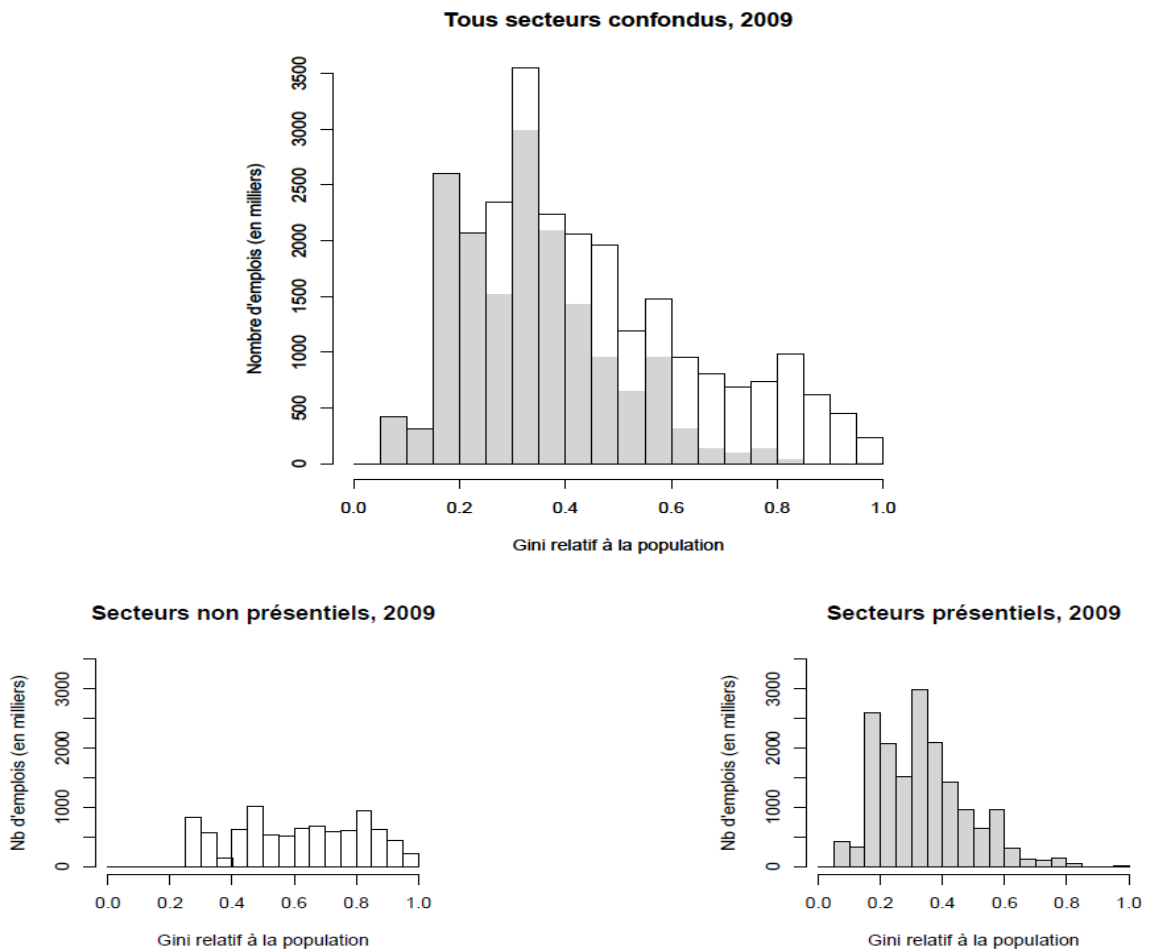 Tous secteurs confondus, 2009
Nombre d'emplois (en milliers)
3500
3000
2500
2000
1500
1000
500
0
0.0 0.2 0.4 0.6 0.8 1.0
Gini relatif à la population
Secteurs non présentiels, 2009
Nb d'emplois (en milliers)
3000
2000
1000
0
0.0 0.2 0.4 0.6 0.8 1.0
Gini relatif à la population
Secteurs présentiels, 2009
Nb d'emplois (en milliers)
3000
2000
1000
0
0.0 0.2 0.4 0.6 0.8 1.0
Gini relatif à la population